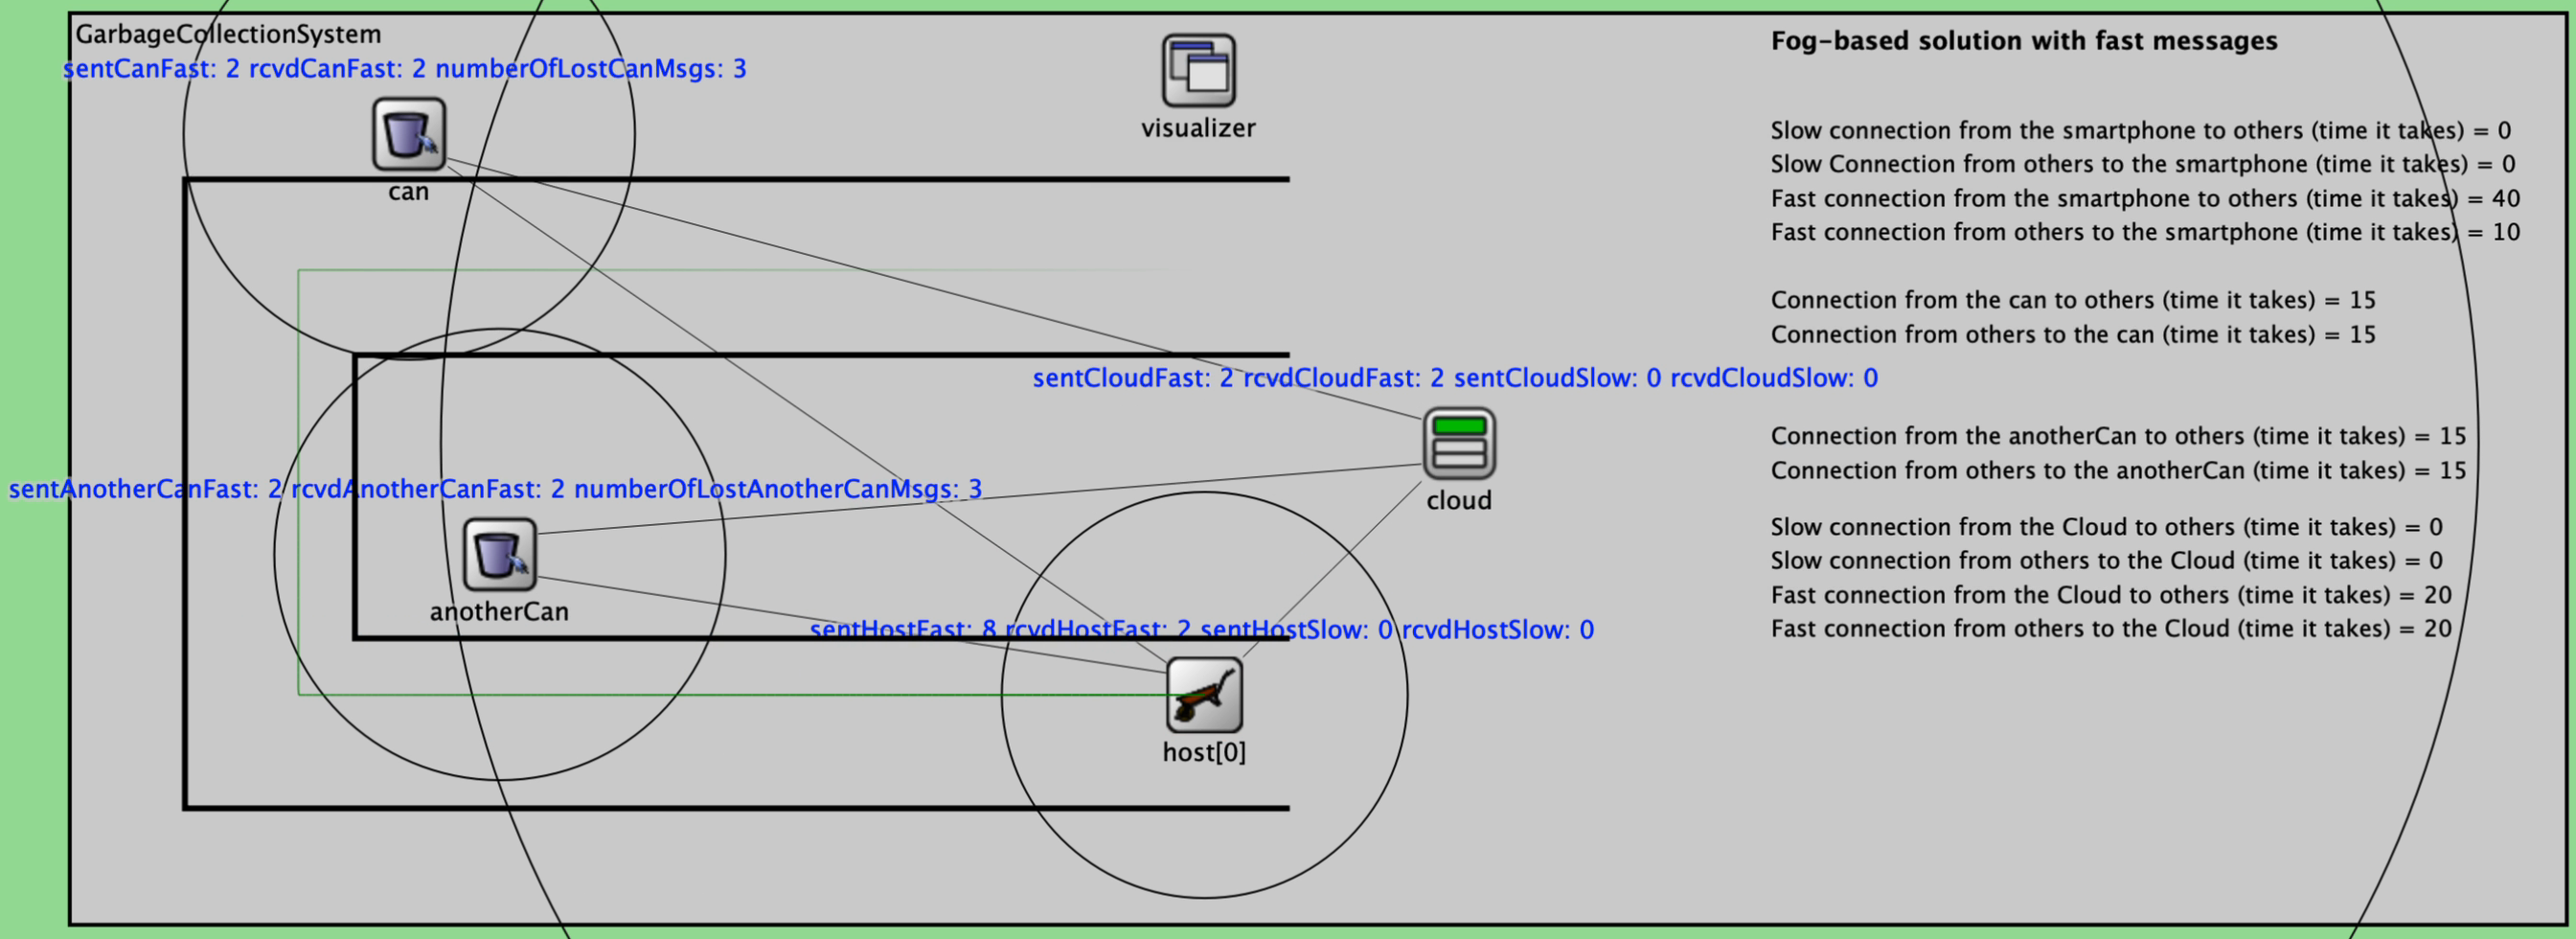 GarbageCollectionSystem
sentCanFast: 2 rcvdCanFast: 2 numberOfLostCanMsgs: 3
can
visualizer
sentCloudFast: 2 rcvdCloudFast: 2 sentCloudSlow: 0 rcvdCloudSlow: 0
cloud
sentAnotherCanFast: 2 rcvdAnotherCanFast: 2 numberOfLostAnotherCanMsgs: 3
anotherCan
sentHostFast: 8 rcvdHostFast: 2 sentHostSlow: 0 rcvdHostSlow: 0
host[0]
Fog-based solution with fast messages
Slow connection from the smartphone to others (time it takes) = 0
Slow Connection from others to the smartphone (time it takes) = 0
Fast connection from the smartphone to others (time it takes) = 40
Fast connection from others to the smartphone (time it takes) = 10
Connection from the can to others (time it takes) = 15
Connection from others to the can (time it takes) = 15
Connection from the anotherCan to others (time it takes) = 15
Connection from others to the anotherCan (time it takes) = 15
Slow connection from the Cloud to others (time it takes) = 0
Slow connection from others to the Cloud (time it takes) = 0
Fast connection from the Cloud to others (time it takes) = 20
Fast connection from others to the Cloud (time it takes) = 20